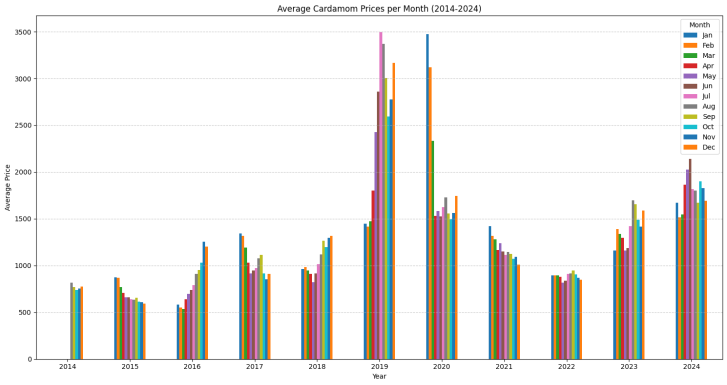 Average Cardamom Prices per Month (2014-2024)
Average Price
3500
3000
2500
2000
1500
1000
500
0
2014 2015 2016 2017 2018 2019 2020 2021 2022 2023 2024
Year
Month
Jan
Feb
Mar
Apr
May
Jun
Jul
Aug
Sep
Oct
Nov
Dec